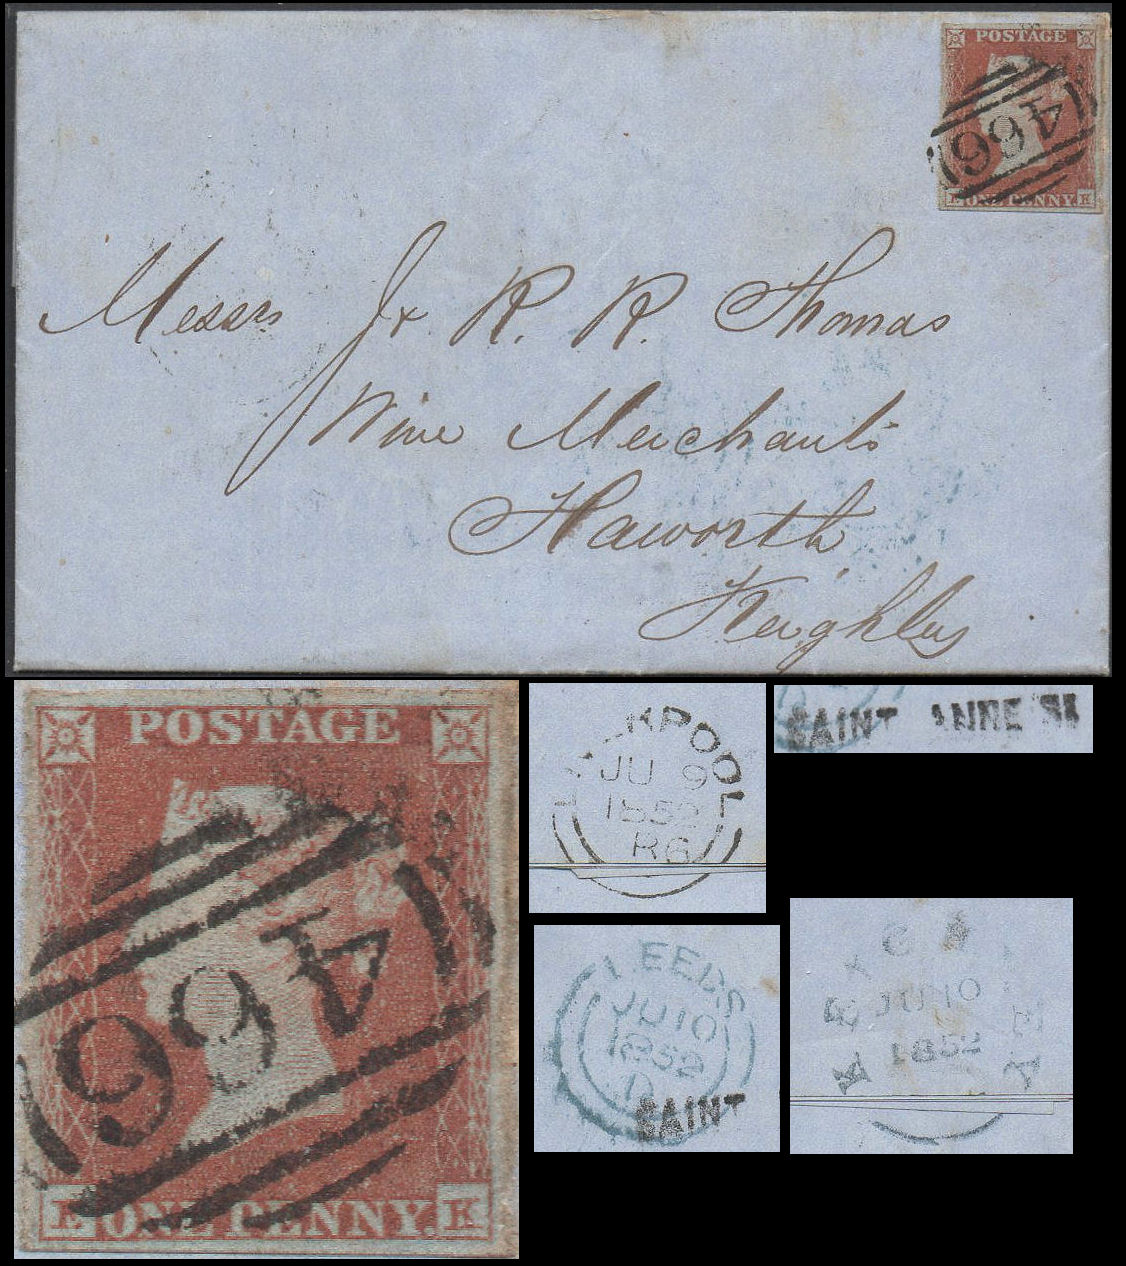 POSTAGE
466
ONE PENNY
K
Messrs J & R. R. Thomas
Wine Merchants
Haworth
Keighley
POSTAGE
466
E ONE PENNY. K
JU 9
1852
LEEDS
JU 10
1852
SAINT
SAINT ANNE
JU 10
1852